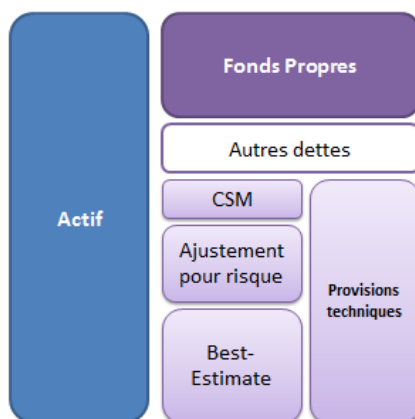 Fonds Propres
Autres dettes
Actif
CSM
Ajustement
pour risque
Provisions
techniques
Best-
Estimate